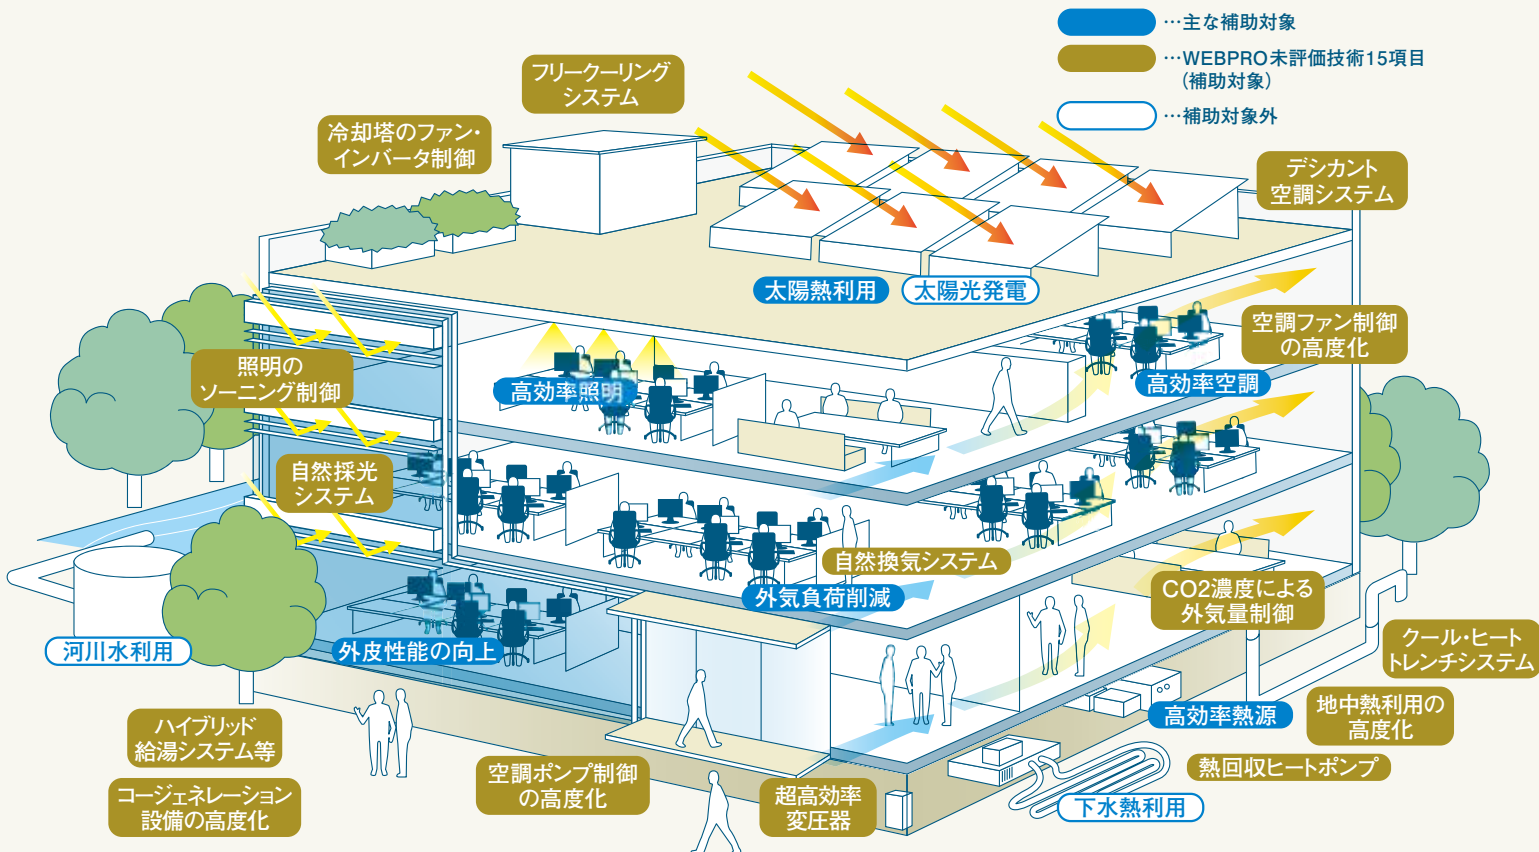 …主な補助対象
…WEBPRO未評価技術15項目
(補助対象)
…補助対象外
フリークーリング
システム
冷却塔のファン・
インバータ制御
デシカント
空調システム
太陽熱利用
太陽光発電
空調ファン制御
の高度化
照明の
ゾーニング制御
高効率照明
高効率空調
自然採光
システム
自然換気システム
外気負荷削減
CO2濃度による
外気量制御
河川水利用
外皮性能の向上
クール・ヒート
トレンチシステム
高効率熱源
地中熱利用の
高度化
ハイブリッド
給湯システム等
熱回収ヒートポンプ
空調ポンプ制御
の高度化
コージェネレーション
設備の高度化
超高効率
変圧器
下水熱利用